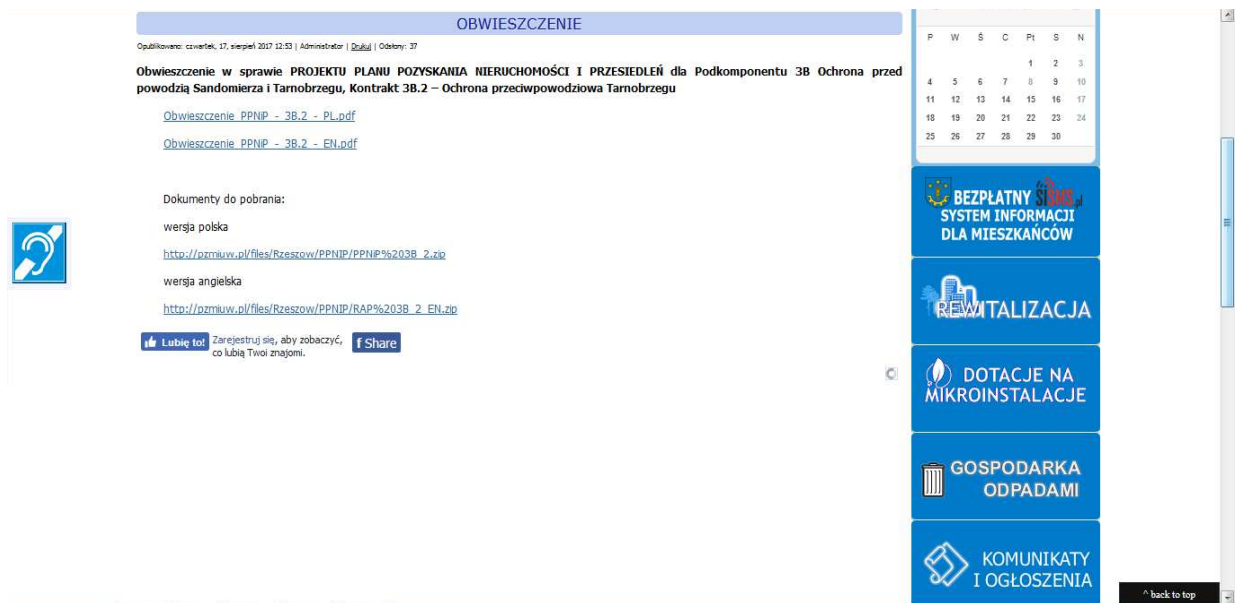 OBWIESZCZENIE
Opublikowano: czwartek, 17, sierpień 2017 12:53 | Administrator | Drukuj | Odsłony: 37
Obwieszczenie w sprawie PROJEKTU PLANU POZYSKANIA NIERUCHOMOŚCI I PRZESIEDLEŃ dla Podkomponentu 3B Ochrona przed
powodzią Sandomierza i Tarnobrzegu, Kontrakt 3B.2 – Ochrona przeciwpowodziowa Tarnobrzegu
Obwieszczenie PPNiP - 3B.2 - PL.pdf
Obwieszczenie PPNiP - 3B.2 - EN.pdf
Dokumenty do pobrania:
wersja polska
http://pzmiuw.pl/files/Rzeszow/PPNIP/PPNiP%203B_2.zip
wersja angielska
http://pzmiuw.pl/files/Rzeszow/PPNIP/RAP%203B_2_EN.zip
Lubię to! Zarejestruj się, aby zobaczyć,
co lubią Twoi znajomi.
f Share
P W Ś C Pt S N
1 2 3
4 5 6 7 8 9 10
11 12 13 14 15 16 17
18 19 20 21 22 23 24
25 26 27 28 29 30
BEZPŁATNY SISMS.pl
SYSTEM INFORMACJI
DLA MIESZKAŃCÓW
REWITALIZACJA
DOTACJE NA
MIKROINSTALACJE
GOSPODARKA
ODPADAMI
KOMUNIKATY
I OGŁOSZENIA
^ back to top